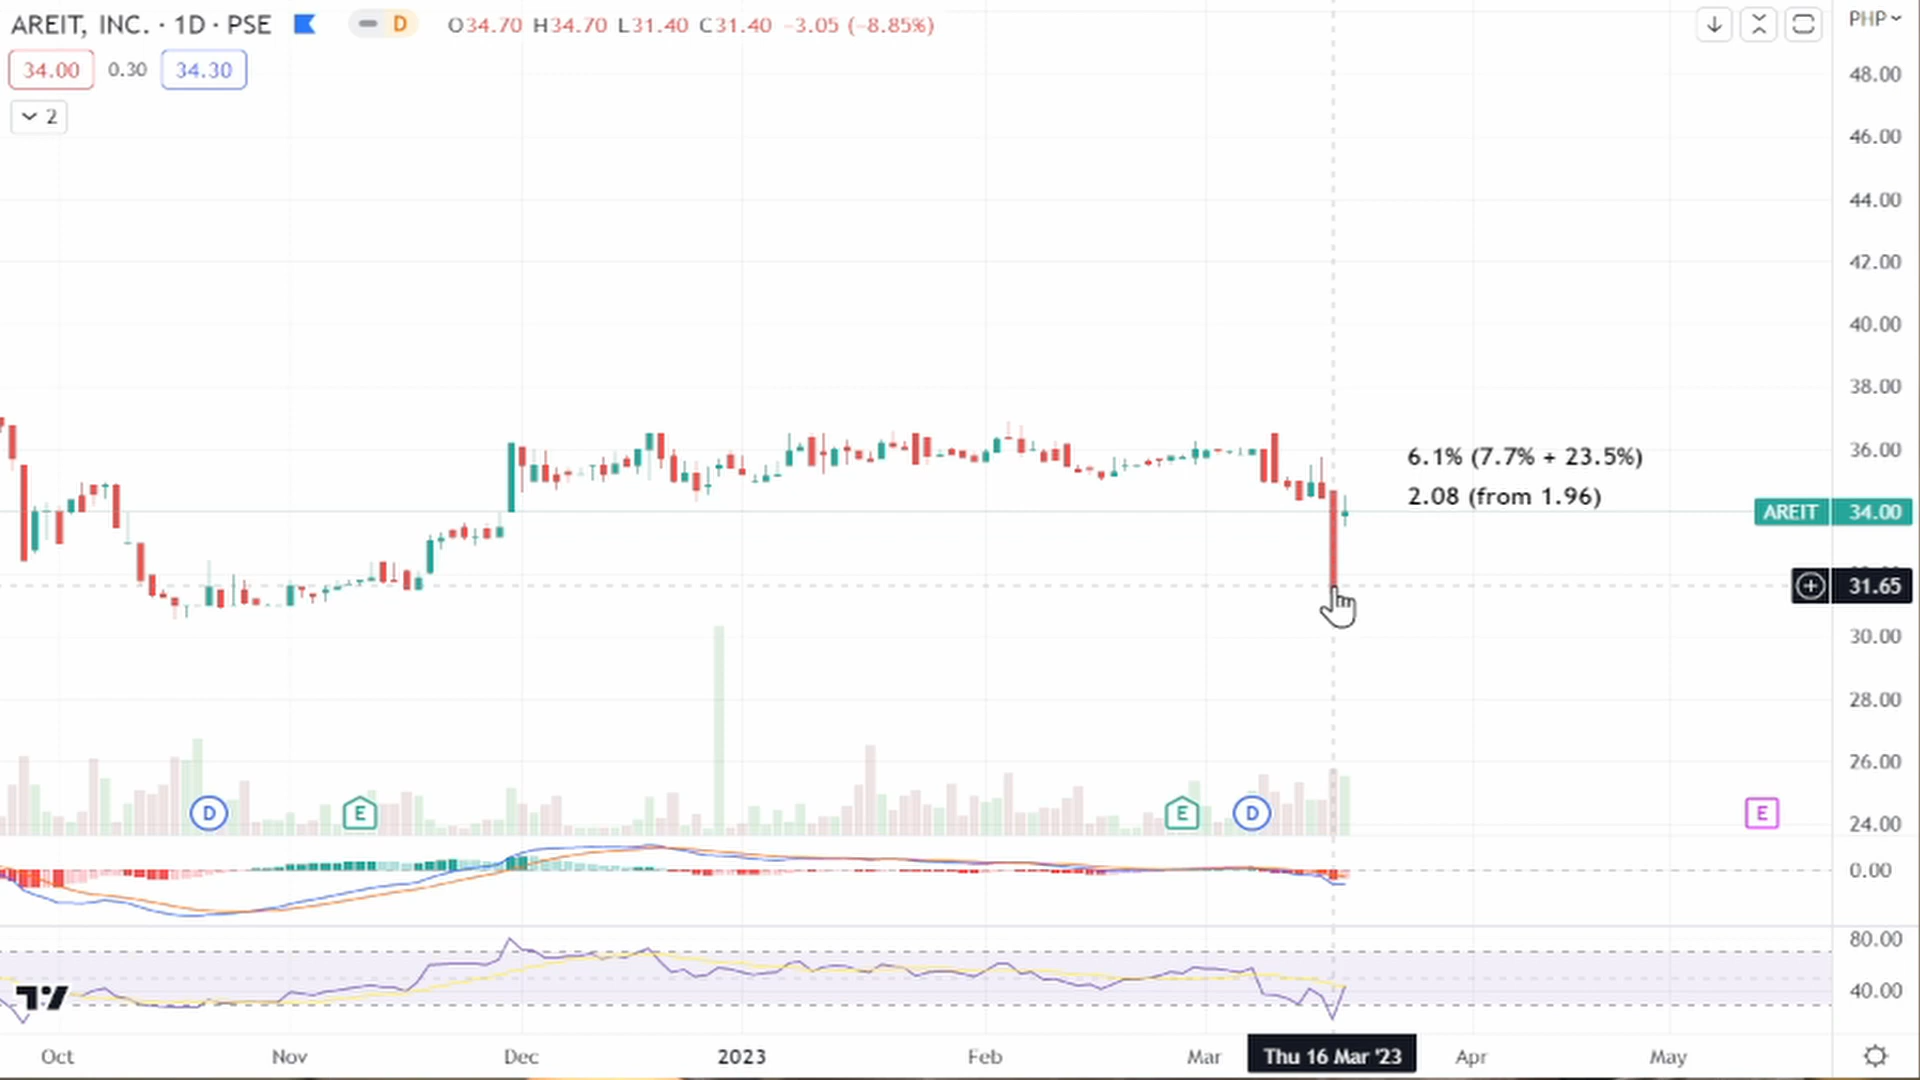 AREIT, INC. · 1D · PSE
D
O34.70 H34.70 L31.40 C31.40 −3.05 (−8.85%)
PHP
34.00
0.30
34.30
2
48.00
46.00
44.00
42.00
40.00
38.00
36.00
6.1% (7.7% + 23.5%)
2.08 (from 1.96)
AREIT 34.00
31.65
30.00
28.00
26.00
24.00
D
E
E
D
E
0.00
80.00
40.00
Oct
Nov
Dec
2023
Feb
Mar
Thu 16 Mar '23
Apr
May